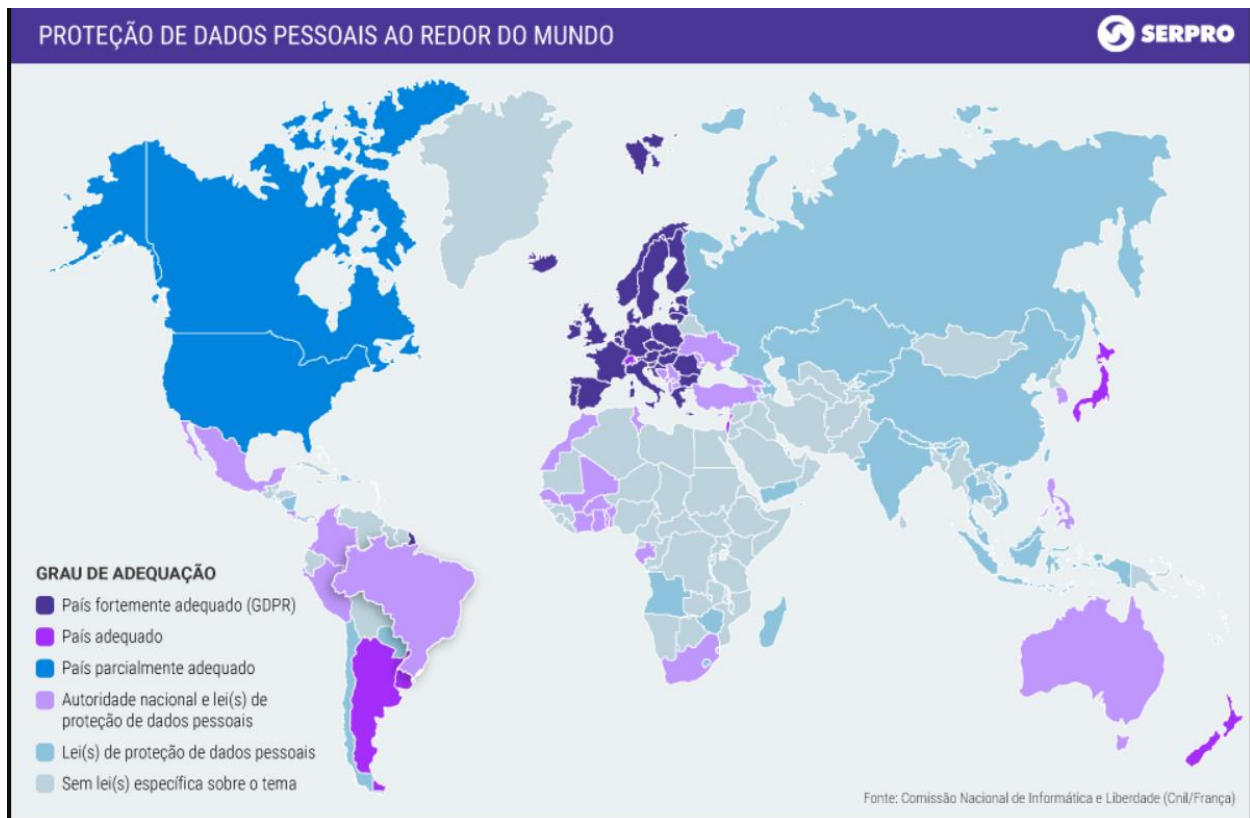 PROTEÇÃO DE DADOS PESSOAIS AO REDOR DO MUNDO
SERPRO
GRAU DE ADEQUAÇÃO
País fortemente adequado (GDPR)
País adequado
País parcialmente adequado
Autoridade nacional e lei(s) de
proteção de dados pessoais
Lei(s) de proteção de dados pessoais
Sem lei(s) específica sobre o tema
Fonte: Comissão Nacional de Informática e Liberdade (Cnil/França)